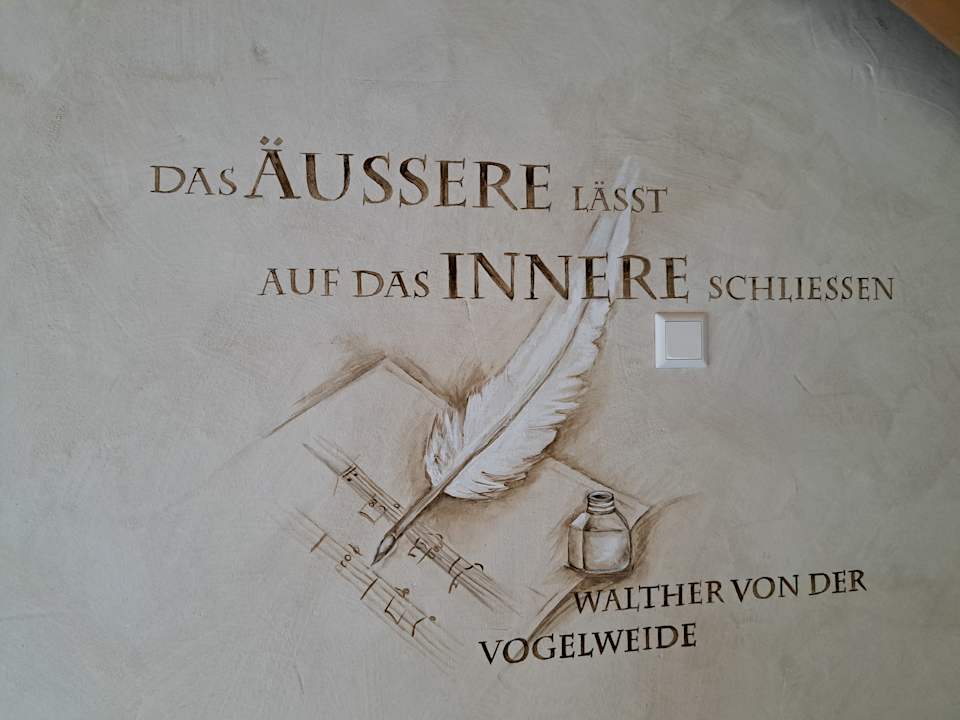 DAS ÄUSSERE LÄSST
AUF DAS INNERE SCHLIESSEN
WALTHER VON DER
VOGELWEIDE